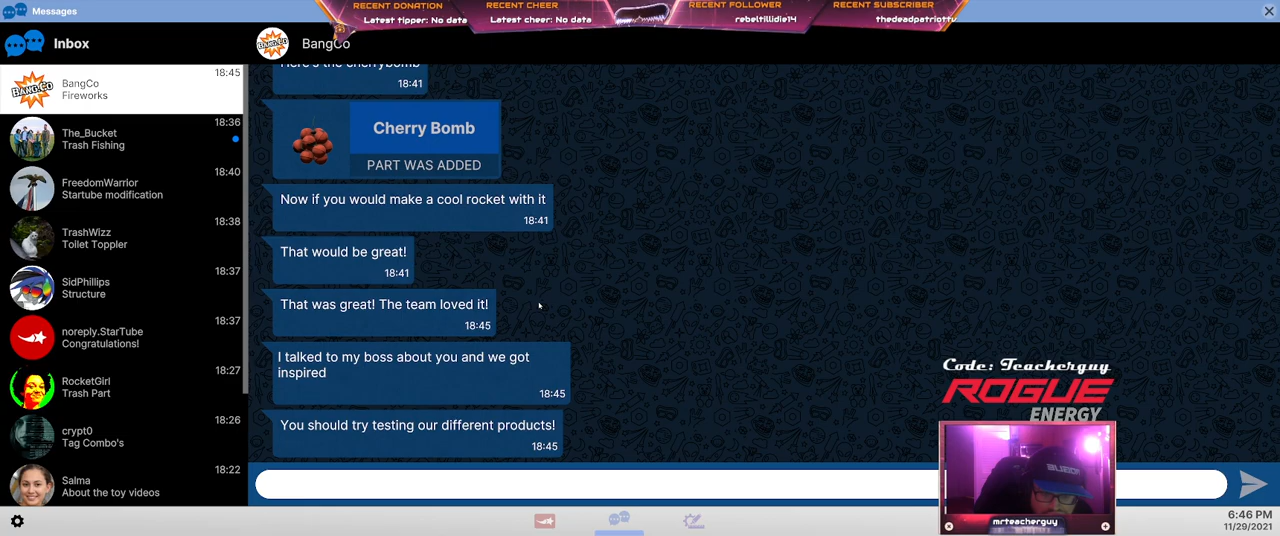 Messages
RECENT DONATION
Latest tipper: No data
RECENT CHEER
Latest cheer: No data
RECENT FOLLOWER
rebeltillidie14
RECENT SUBSCRIBER
thedeadpatriottv
Inbox
BangCo
BANG.CO
BangCo
Fireworks
18:45
The_Bucket
Trash Fishing
18:36
FreedomWarrior
Startube modification
18:40
TrashWizz
Toilet Toppler
18:38
SidPhillips
Structure
18:37
noreply.StarTube
Congratulations!
18:37
RocketGirl
Trash Part
18:27
crypt0
Tag Combo's
18:26
Salma
About the toy videos
18:22
Here's the cherrybomb
18:41
Cherry Bomb
PART WAS ADDED
Now if you would make a cool rocket with it
18:41
That would be great!
18:41
That was great! The team loved it!
18:45
I talked to my boss about you and we got
inspired
18:45
You should try testing our different products!
18:45
Code: Teacherguy
ROGUE
ENERGY
mrteacherguy
6:46 PM
11/29/2021